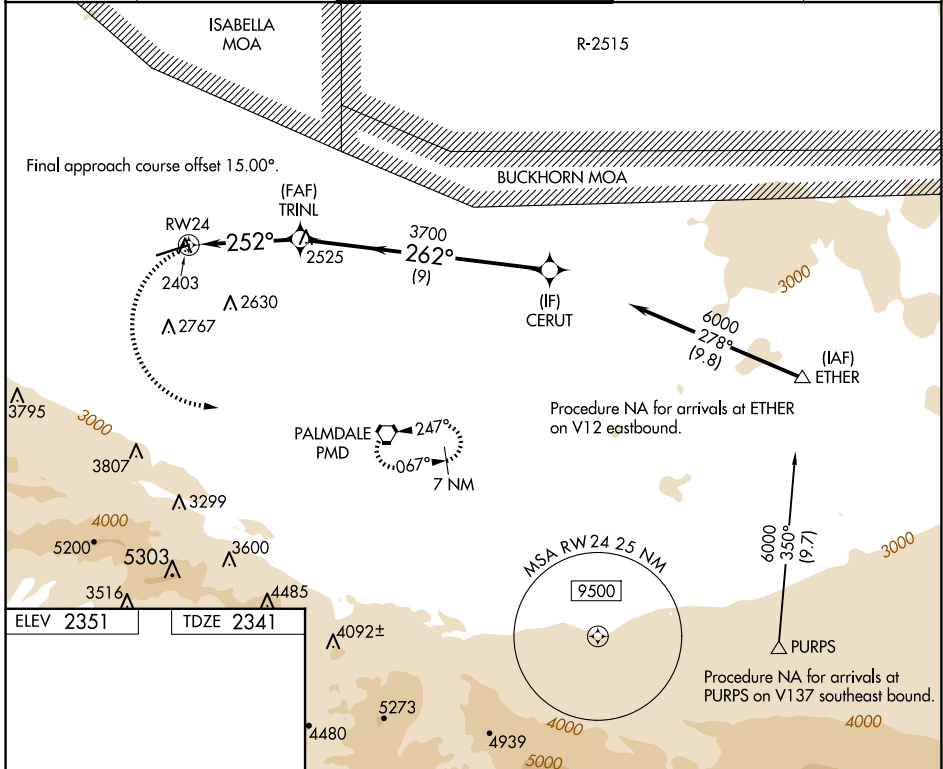 ISABELLA
MOA
R-2515
Final approach course offset 15.00°.
BUCKHORN MOA
(FAF)
TRINL
RW24
252°
2525
3700
262°
(9)
2403
(IF)
CERUT
3000
2630
2767
6000
278°
(9.8)
(IAF)
ETHER
3795
3000
Procedure NA for arrivals at ETHER
on V12 eastbound.
PALMDALE
PMD
247°
067°
7 NM
3807
3299
4000
5200
5303
3600
3516
4485
MSA RW24 25 NM
9500
6000
350°
(9.7)
3000
ELEV 2351
TDZE 2341
4092±
PURPS
Procedure NA for arrivals at
PURPS on V137 southeast bound.
5273
4480
4939
4000
4000
5000